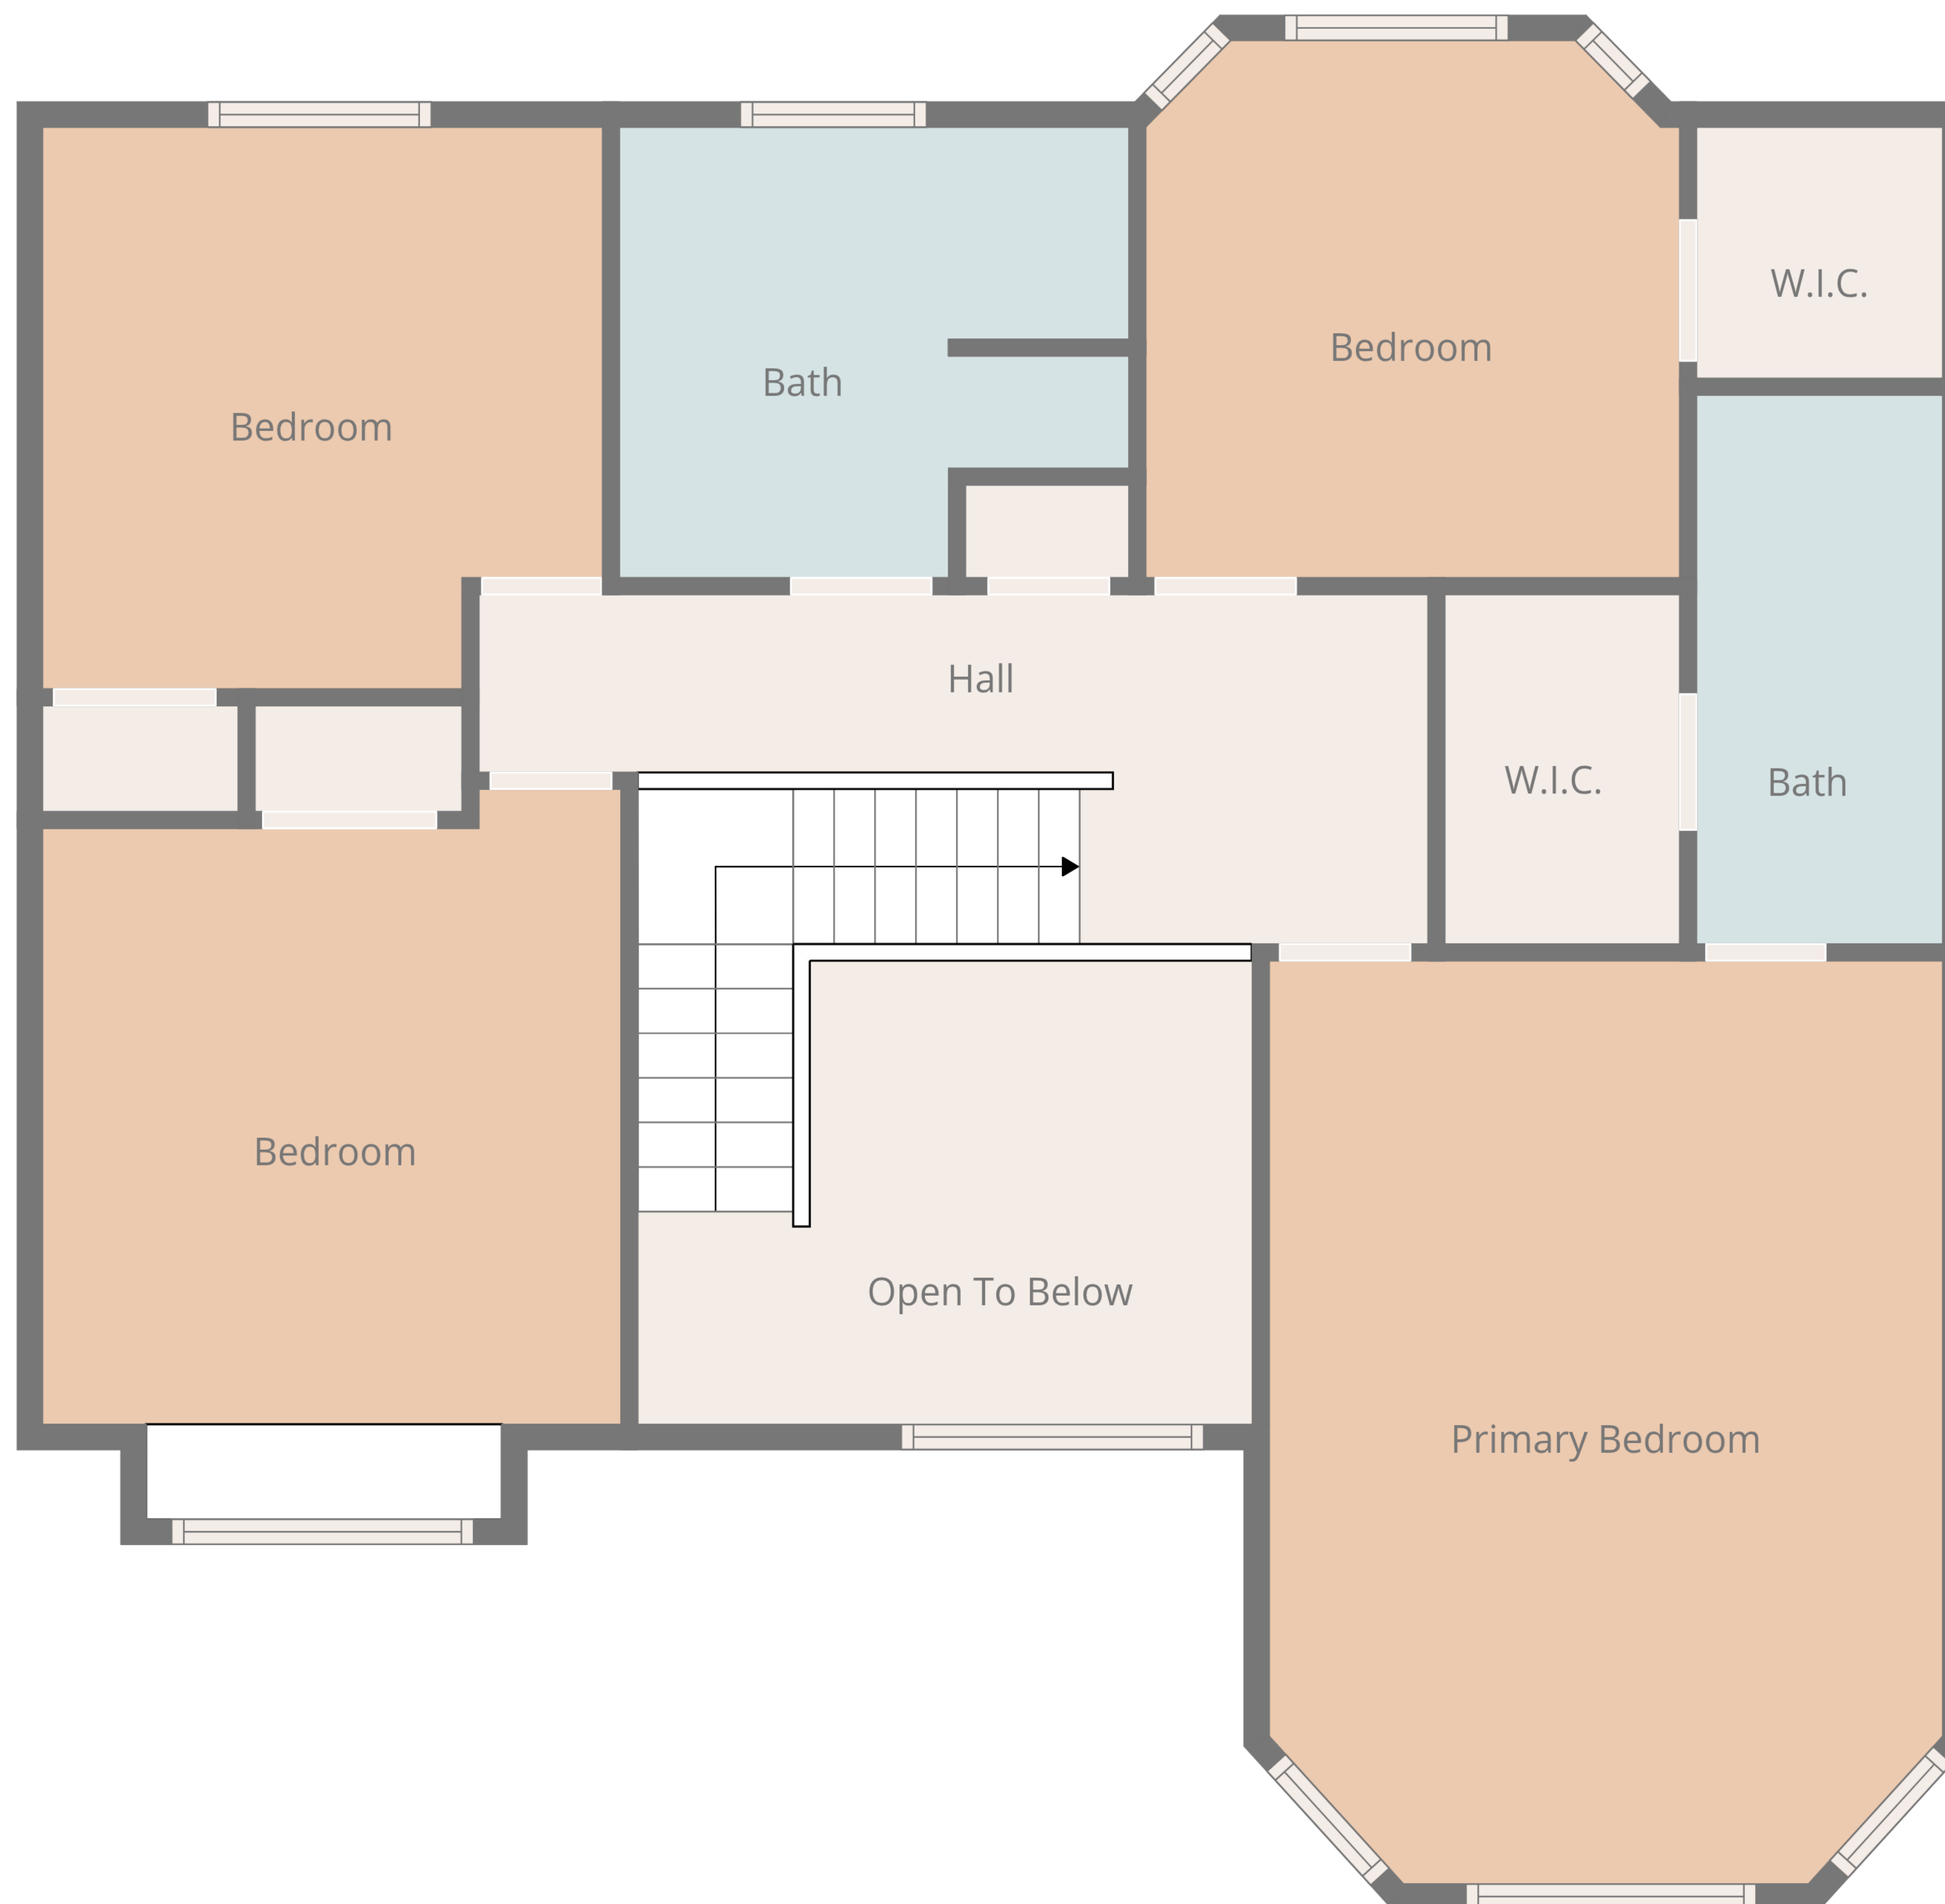 W.I.C.
Bedroom
Bath
Bedroom
Hall
W.I.C.
Bath
Bedroom
Open To Below
Primary Bedroom